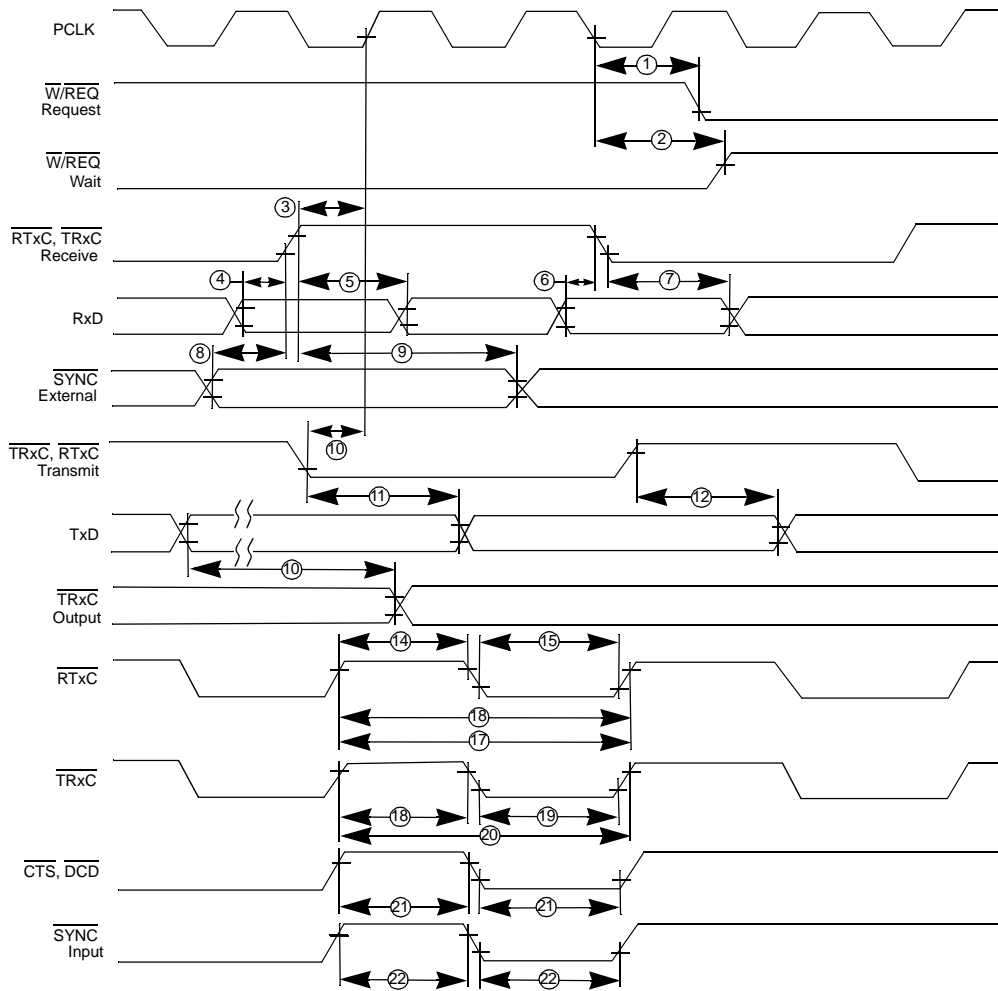 PCLK
1
W/REQ
Request
2
W/REQ
Wait
3
RTxC, TRxC
Receive
4
5
6
7
RxD
8
9
SYNC
External
10
TRxC, RTxC
Transmit
11
12
TxD
10
TRxC
Output
14
15
RTxC
18
17
TRxC
18
19
20
CTS, DCD
21
21
SYNC
Input
22
22